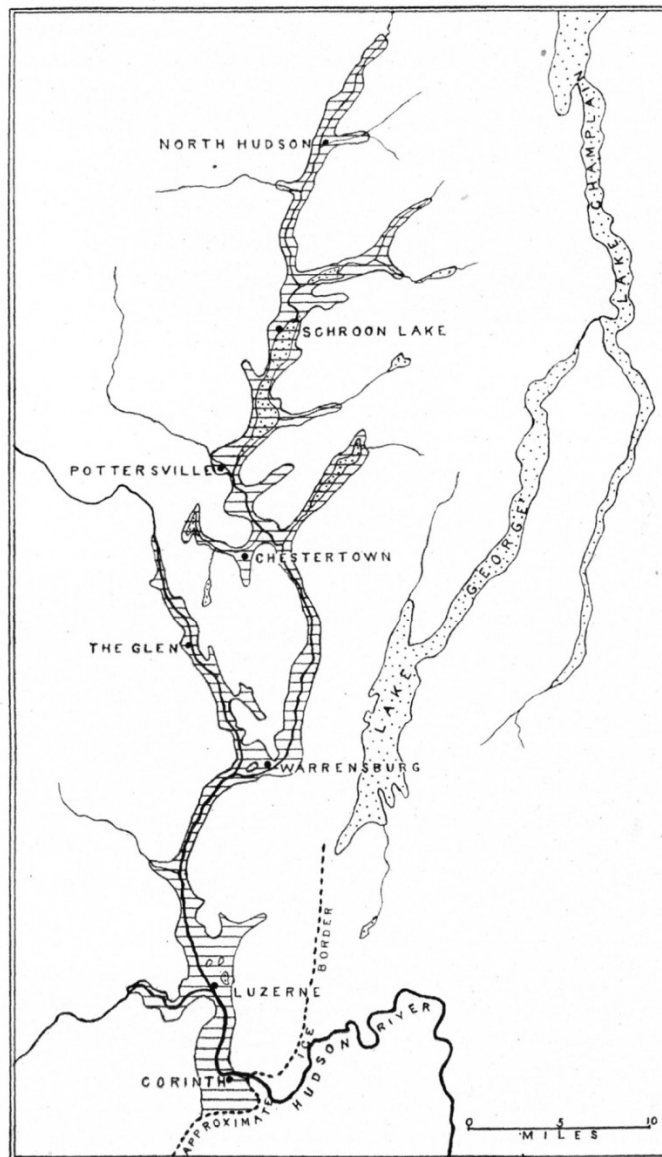 NORTH HUDSON
LAKE CHAMPLAIN
SCHROON LAKE
POTTERSVILLE
CHESTERTOWN
THE GLEN
LAKE GEORGE
WARRENSBURG
LUZERNE
CORINTH
APPROXIMATE ICE BORDER
HUDSON RIVER
0 5 10
MILES